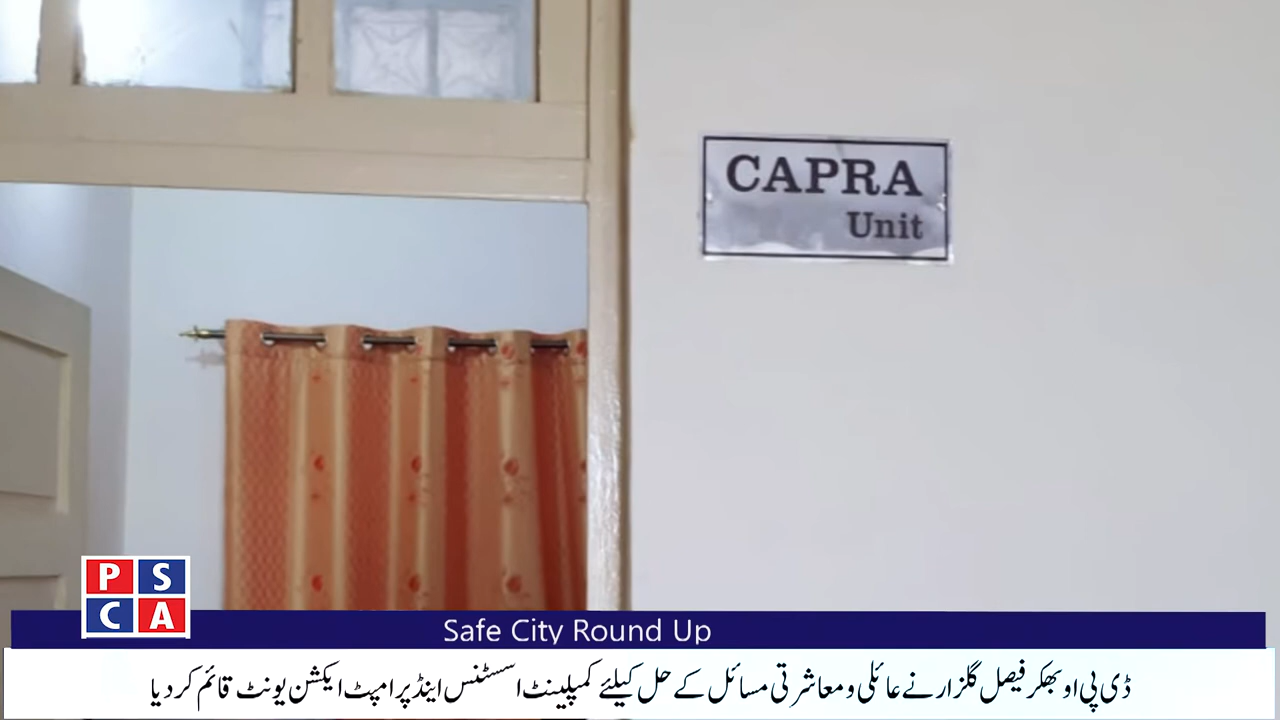 CAPRA
Unit
P S
C A
Safe City Round Up
ڈی پی او بھکر فیصل گلزار نے عائلی و معاشرتی مسائل کے حل کیلئے کمپلینٹ اسسٹنس اینڈ پرامپٹ ایکشن یونٹ قائم کر دیا